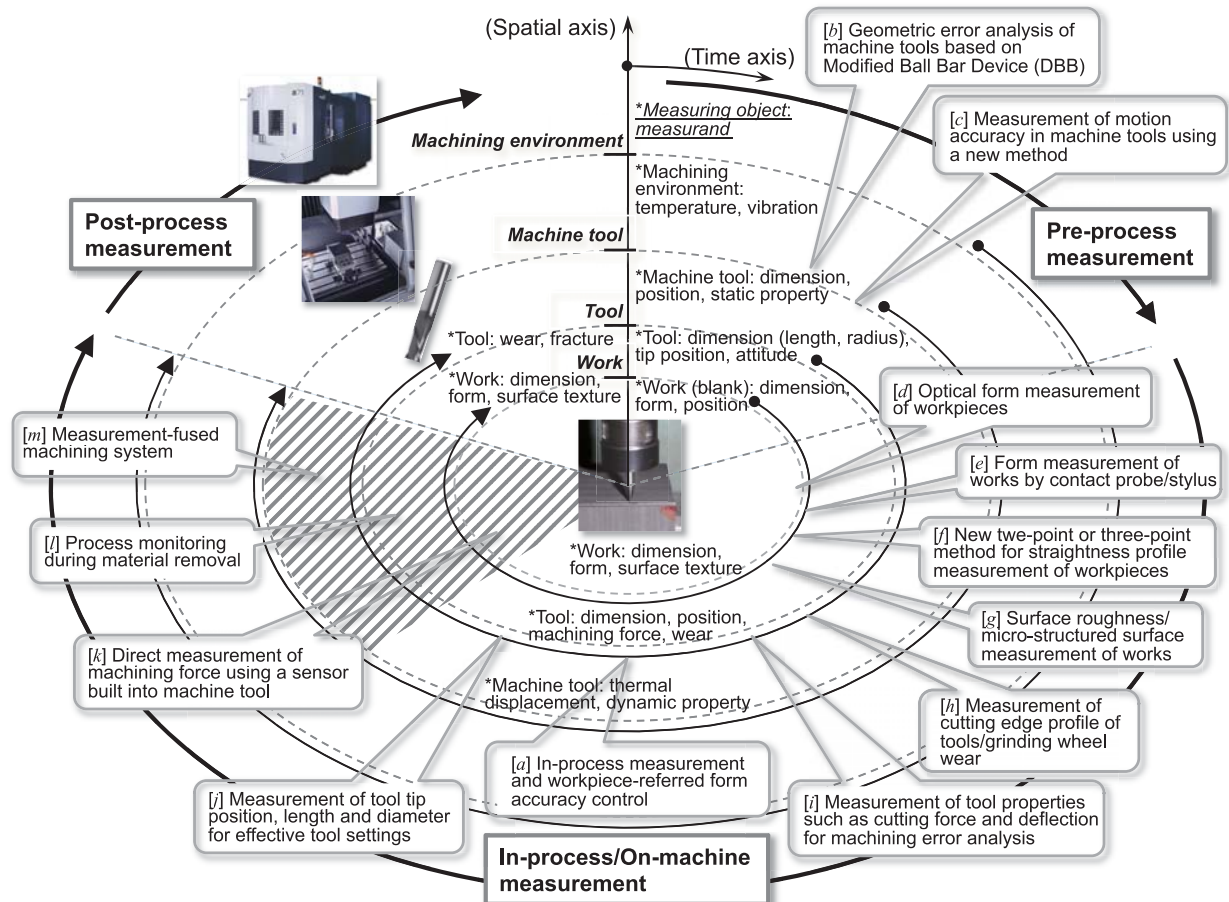 (Spatial axis)
(Time axis)
*Measuring object:
measurand
[b] Geometric error analysis of
machine tools based on
Modified Ball Bar Device (DBB)
[c] Measurement of motion
accuracy in machine tools using
a new method
Machining environment
*Machining
environment:
temperature, vibration
Post-process
measurement
Pre-process
measurement
Machine tool
*Machine tool: dimension,
position, static property
Tool
*Tool: wear, fracture
*Tool: dimension (length, radius),
tip position, attitude
Work
*Work: dimension,
form, surface texture
*Work (blank): dimension,
form, position
[d] Optical form measurement
of workpieces
[m] Measurement-fused
machining system
[e] Form measurement of
works by contact probe/stylus
[l] Process monitoring
during material removal
[f] New twe-point or three-point
method for straightness profile
measurement of workpieces
*Work: dimension,
form, surface texture
*Tool: dimension, position,
machining force, wear
[g] Surface roughness/
micro-structured surface
measurement of works
[k] Direct measurement of
machining force using a sensor
built into machine tool
*Machine tool: thermal
displacement, dynamic property
[h] Measurement of
cutting edge profile of
tools/grinding wheel
wear
[a] In-process measurement
and workpiece-referred form
accuracy control
[j] Measurement of tool tip
position, length and diameter
for effective tool settings
[i] Measurement of tool properties
such as cutting force and deflection
for machining error analysis
In-process/On-machine
measurement